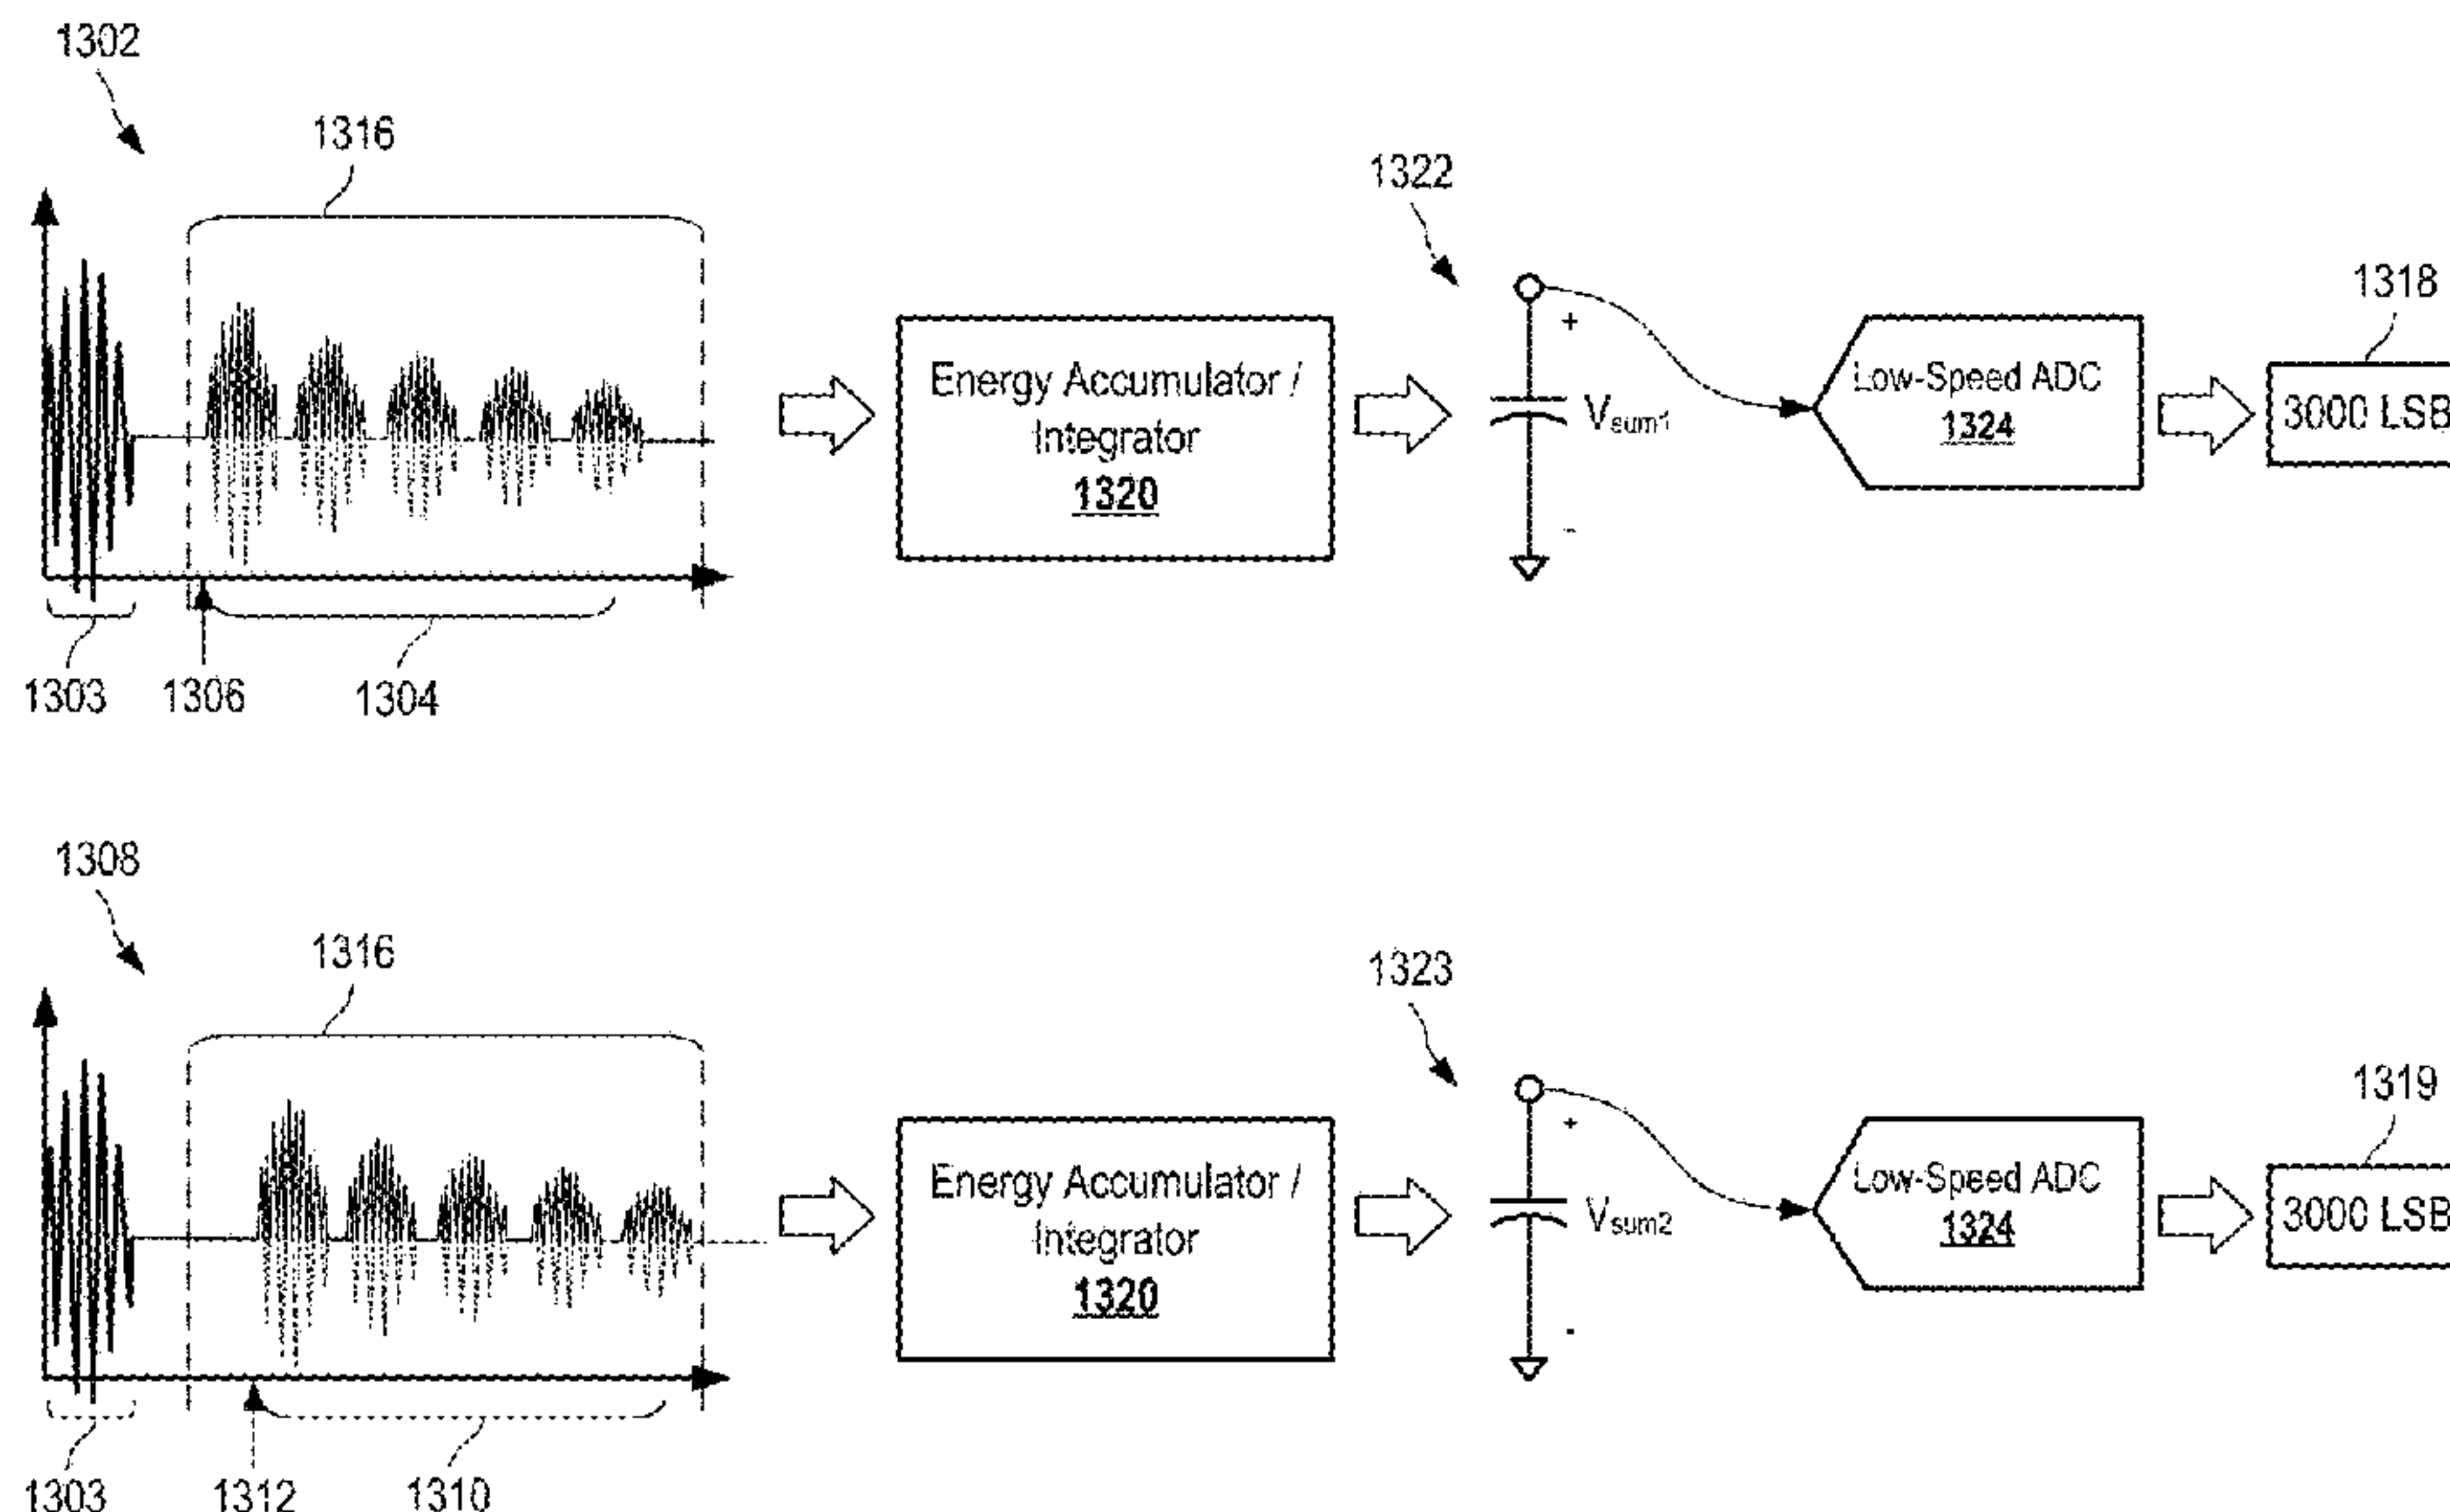 1302
1316
1322
1318
+
Energy Accumulator /
Integrator
1320
Vsum1
Low-Speed ADC
1324
3000 LSB
-
1303
1306
1304
1308
1316
1323
1319
+
Energy Accumulator /
Integrator
1320
Vsum2
Low-Speed ADC
1324
3000 LSB
-
1303
1312
1310